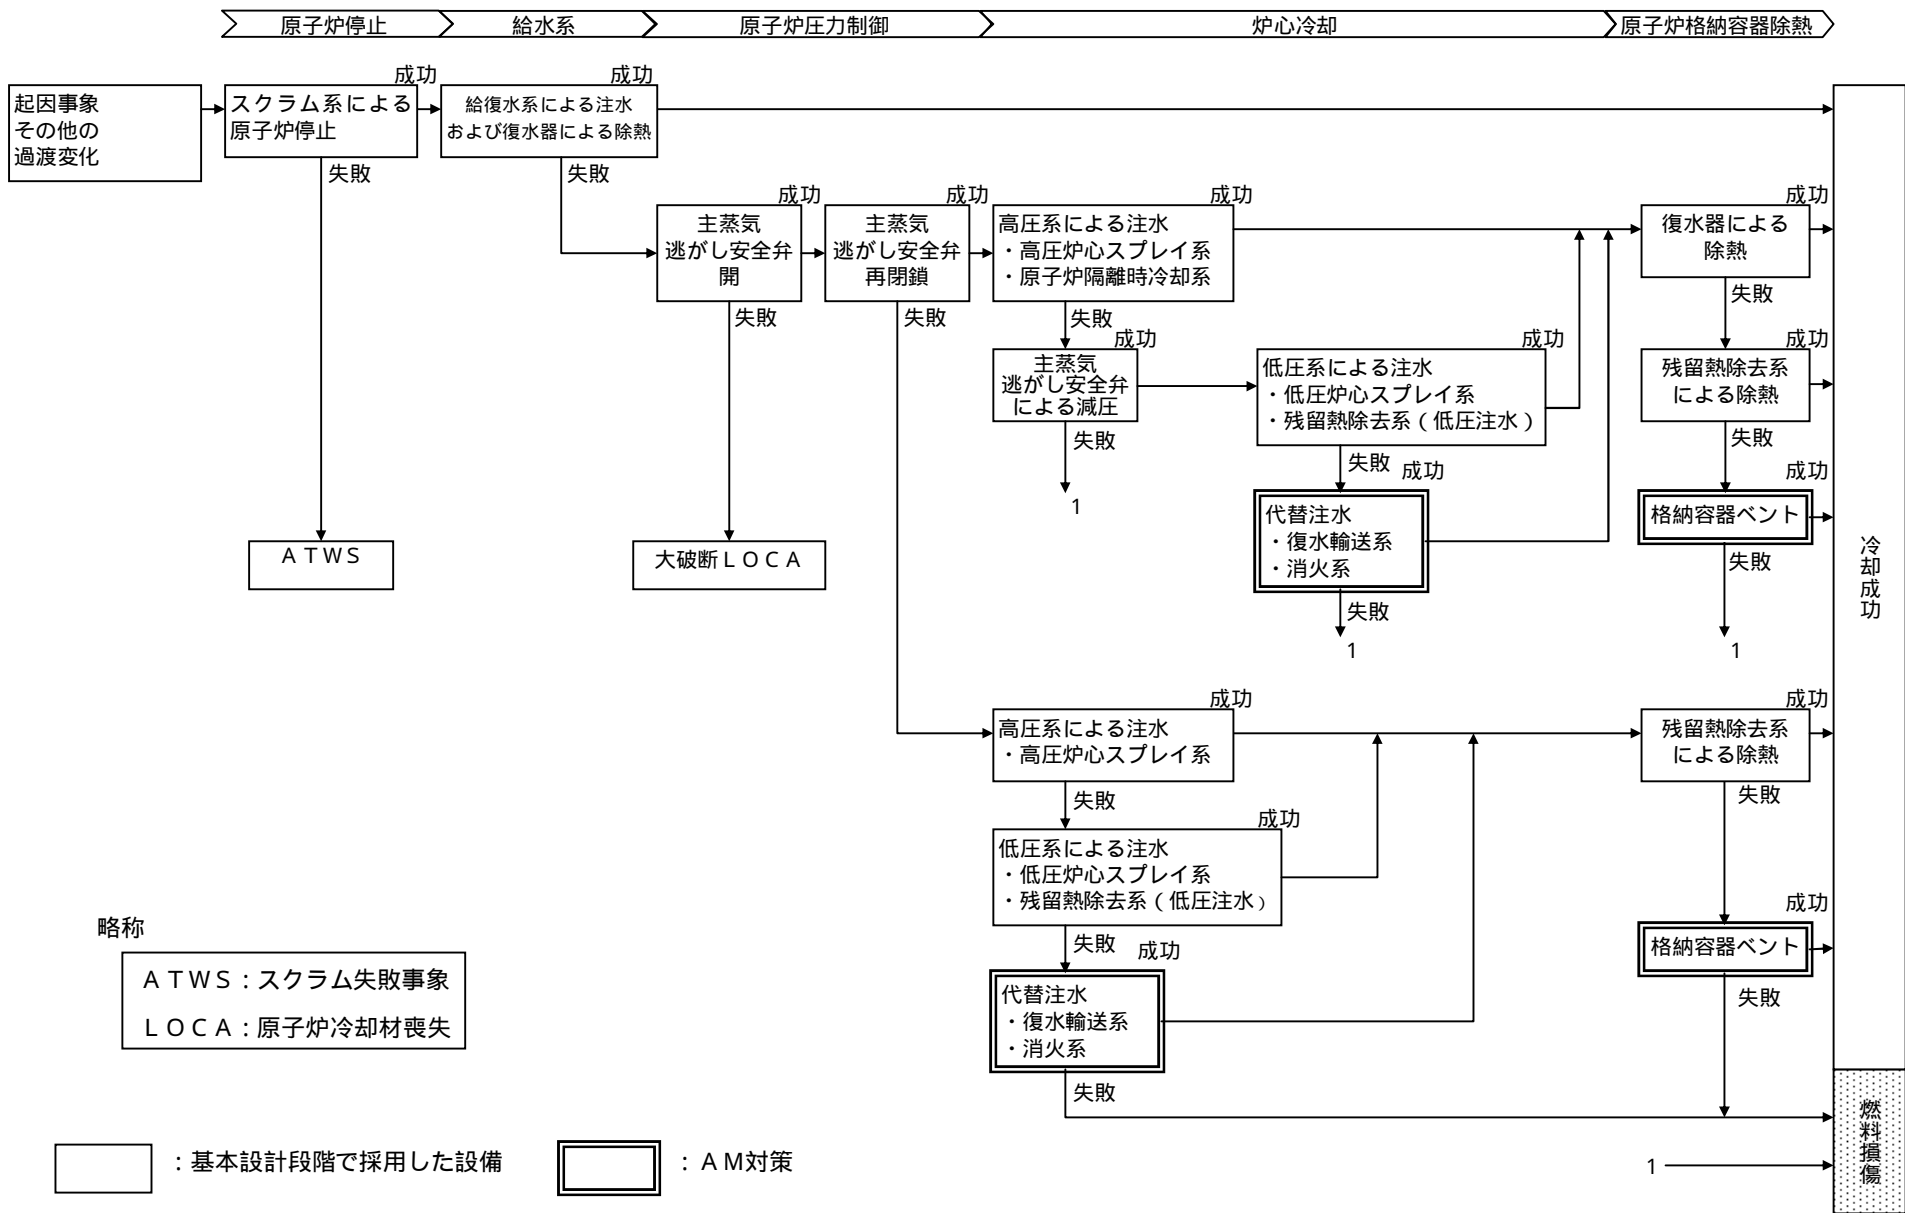 原子炉停止
給水系
原子炉圧力制御
炉心冷却
原子炉格納容器除熱
起因事象
その他の
過渡変化
成功
スクラム系による
原子炉停止
失敗
成功
給復水系による注水
および復水器による除熱
失敗
成功
主蒸気
逃がし安全弁
開
失敗
成功
主蒸気
逃がし安全弁
再閉鎖
失敗
成功
高圧系による注水
・高圧炉心スプレイ系
・原子炉隔離時冷却系
失敗
成功
復水器による
除熱
失敗
成功
主蒸気
逃がし安全弁
による減圧
失敗
1
成功
低圧系による注水
・低圧炉心スプレイ系
・残留熱除去系(低圧注水)
失敗
成功
残留熱除去系
による除熱
失敗
成功
代替注水
・復水輸送系
・消火系
失敗
1
成功
格納容器ベント
失敗
1
ATWS
大破断LOCA
冷却成功
成功
高圧系による注水
・高圧炉心スプレイ系
失敗
成功
残留熱除去系
による除熱
失敗
成功
低圧系による注水
・低圧炉心スプレイ系
・残留熱除去系(低圧注水)
失敗
成功
格納容器ベント
失敗
成功
代替注水
・復水輸送系
・消火系
失敗
燃料損傷
1
略称
ATWS:スクラム失敗事象
LOCA:原子炉冷却材喪失
:基本設計段階で採用した設備
:AM対策